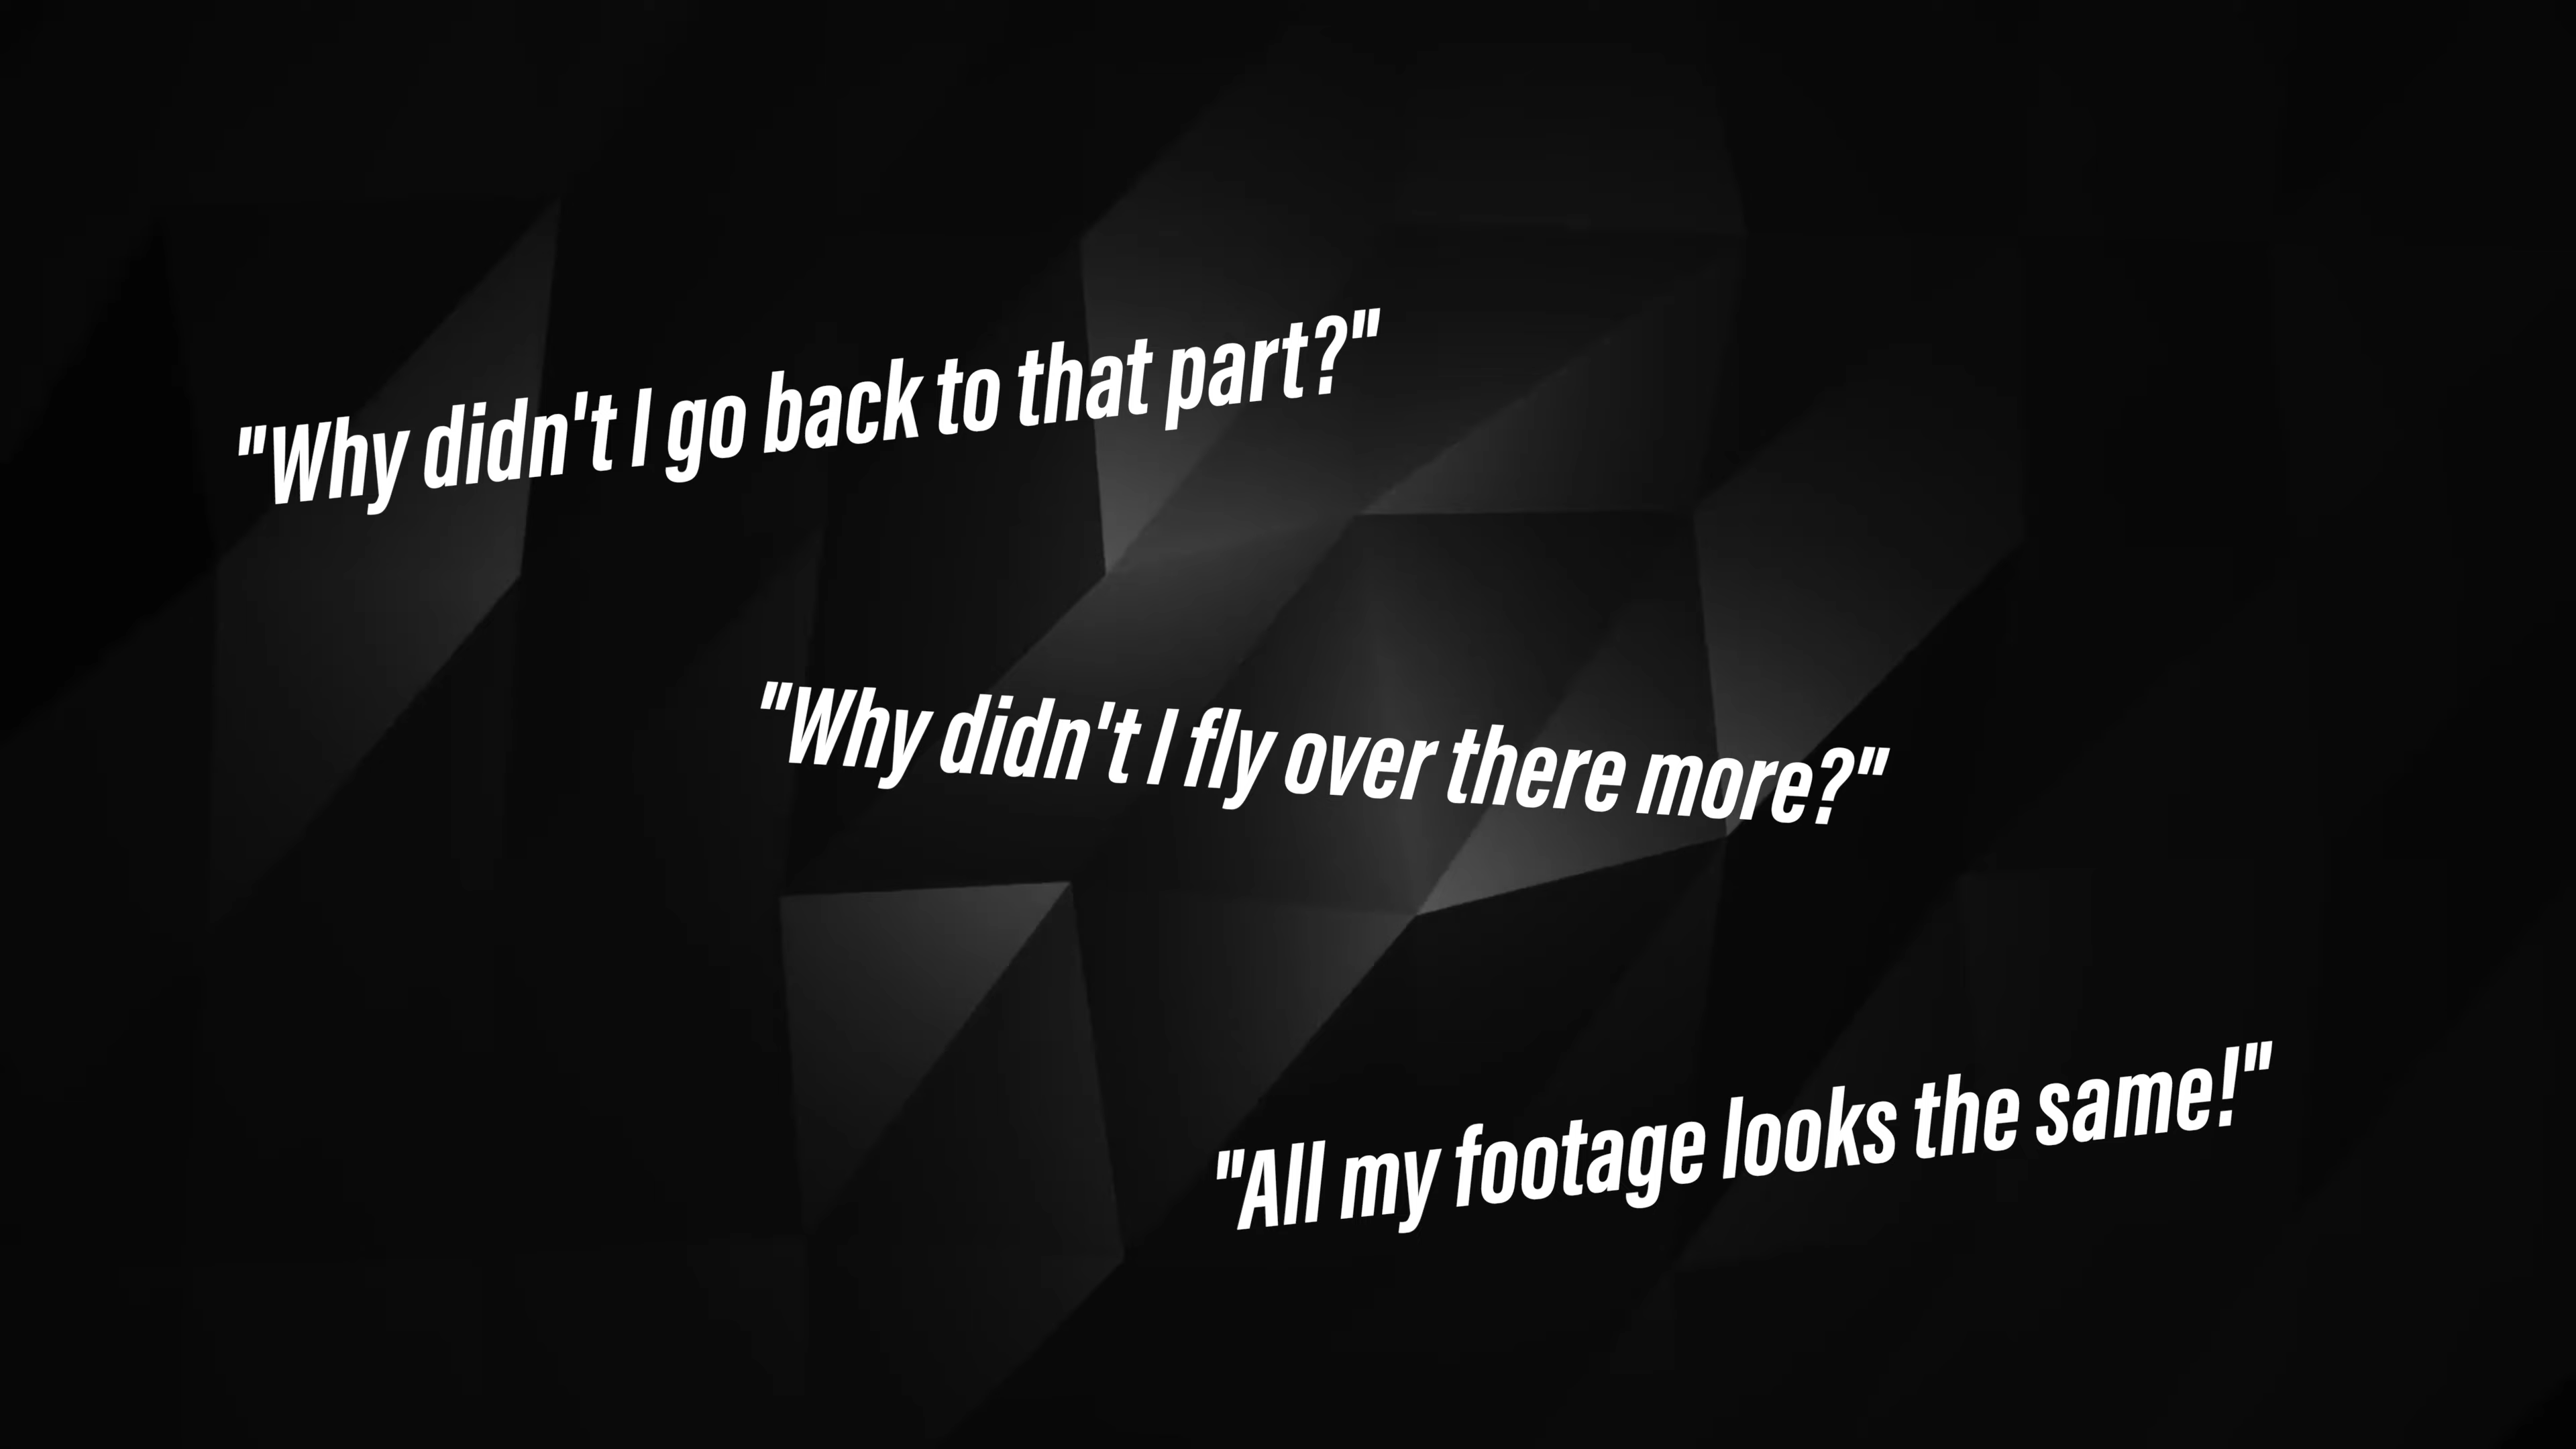 "Why didn't I go back to that part?"
"Why didn't I fly over there more?"
"All my footage looks the same!"